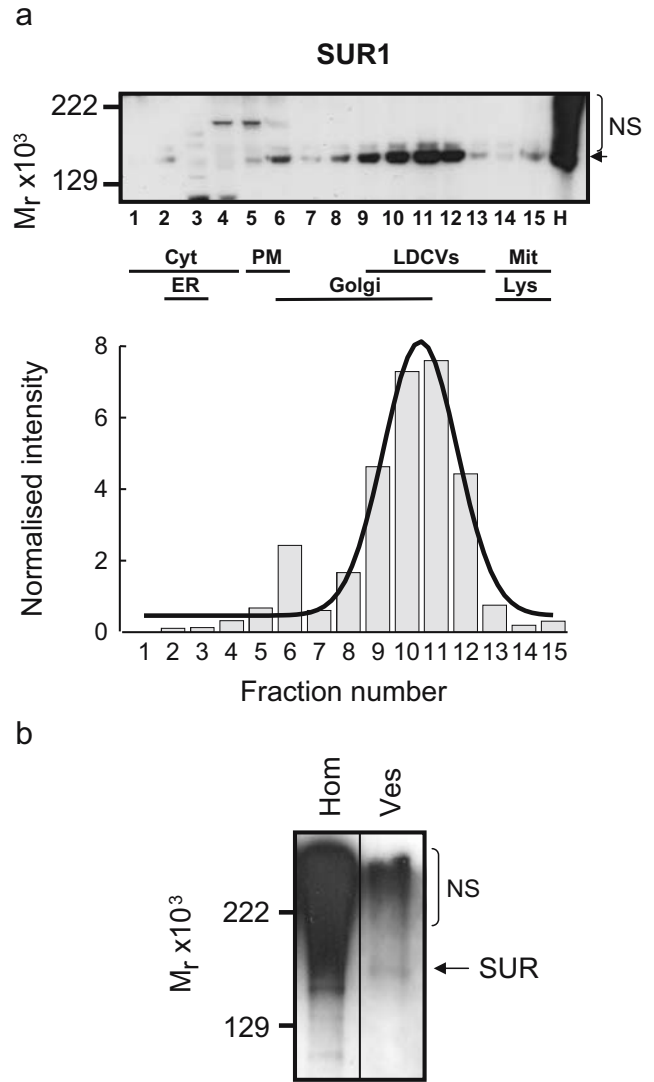 a
SUR1
222
129
Mr x10³
NS
1 2 3 4 5 6 7 8 9 10 11 12 13 14 15 H
Cyt PM LDCVs Mit
ER Golgi Lys
8
6
4
2
0
Normalised intensity
1 2 3 4 5 6 7 8 9 10 11 12 13 14 15
Fraction number
b
Hom Ves
222
129
Mr x10³
NS
SUR